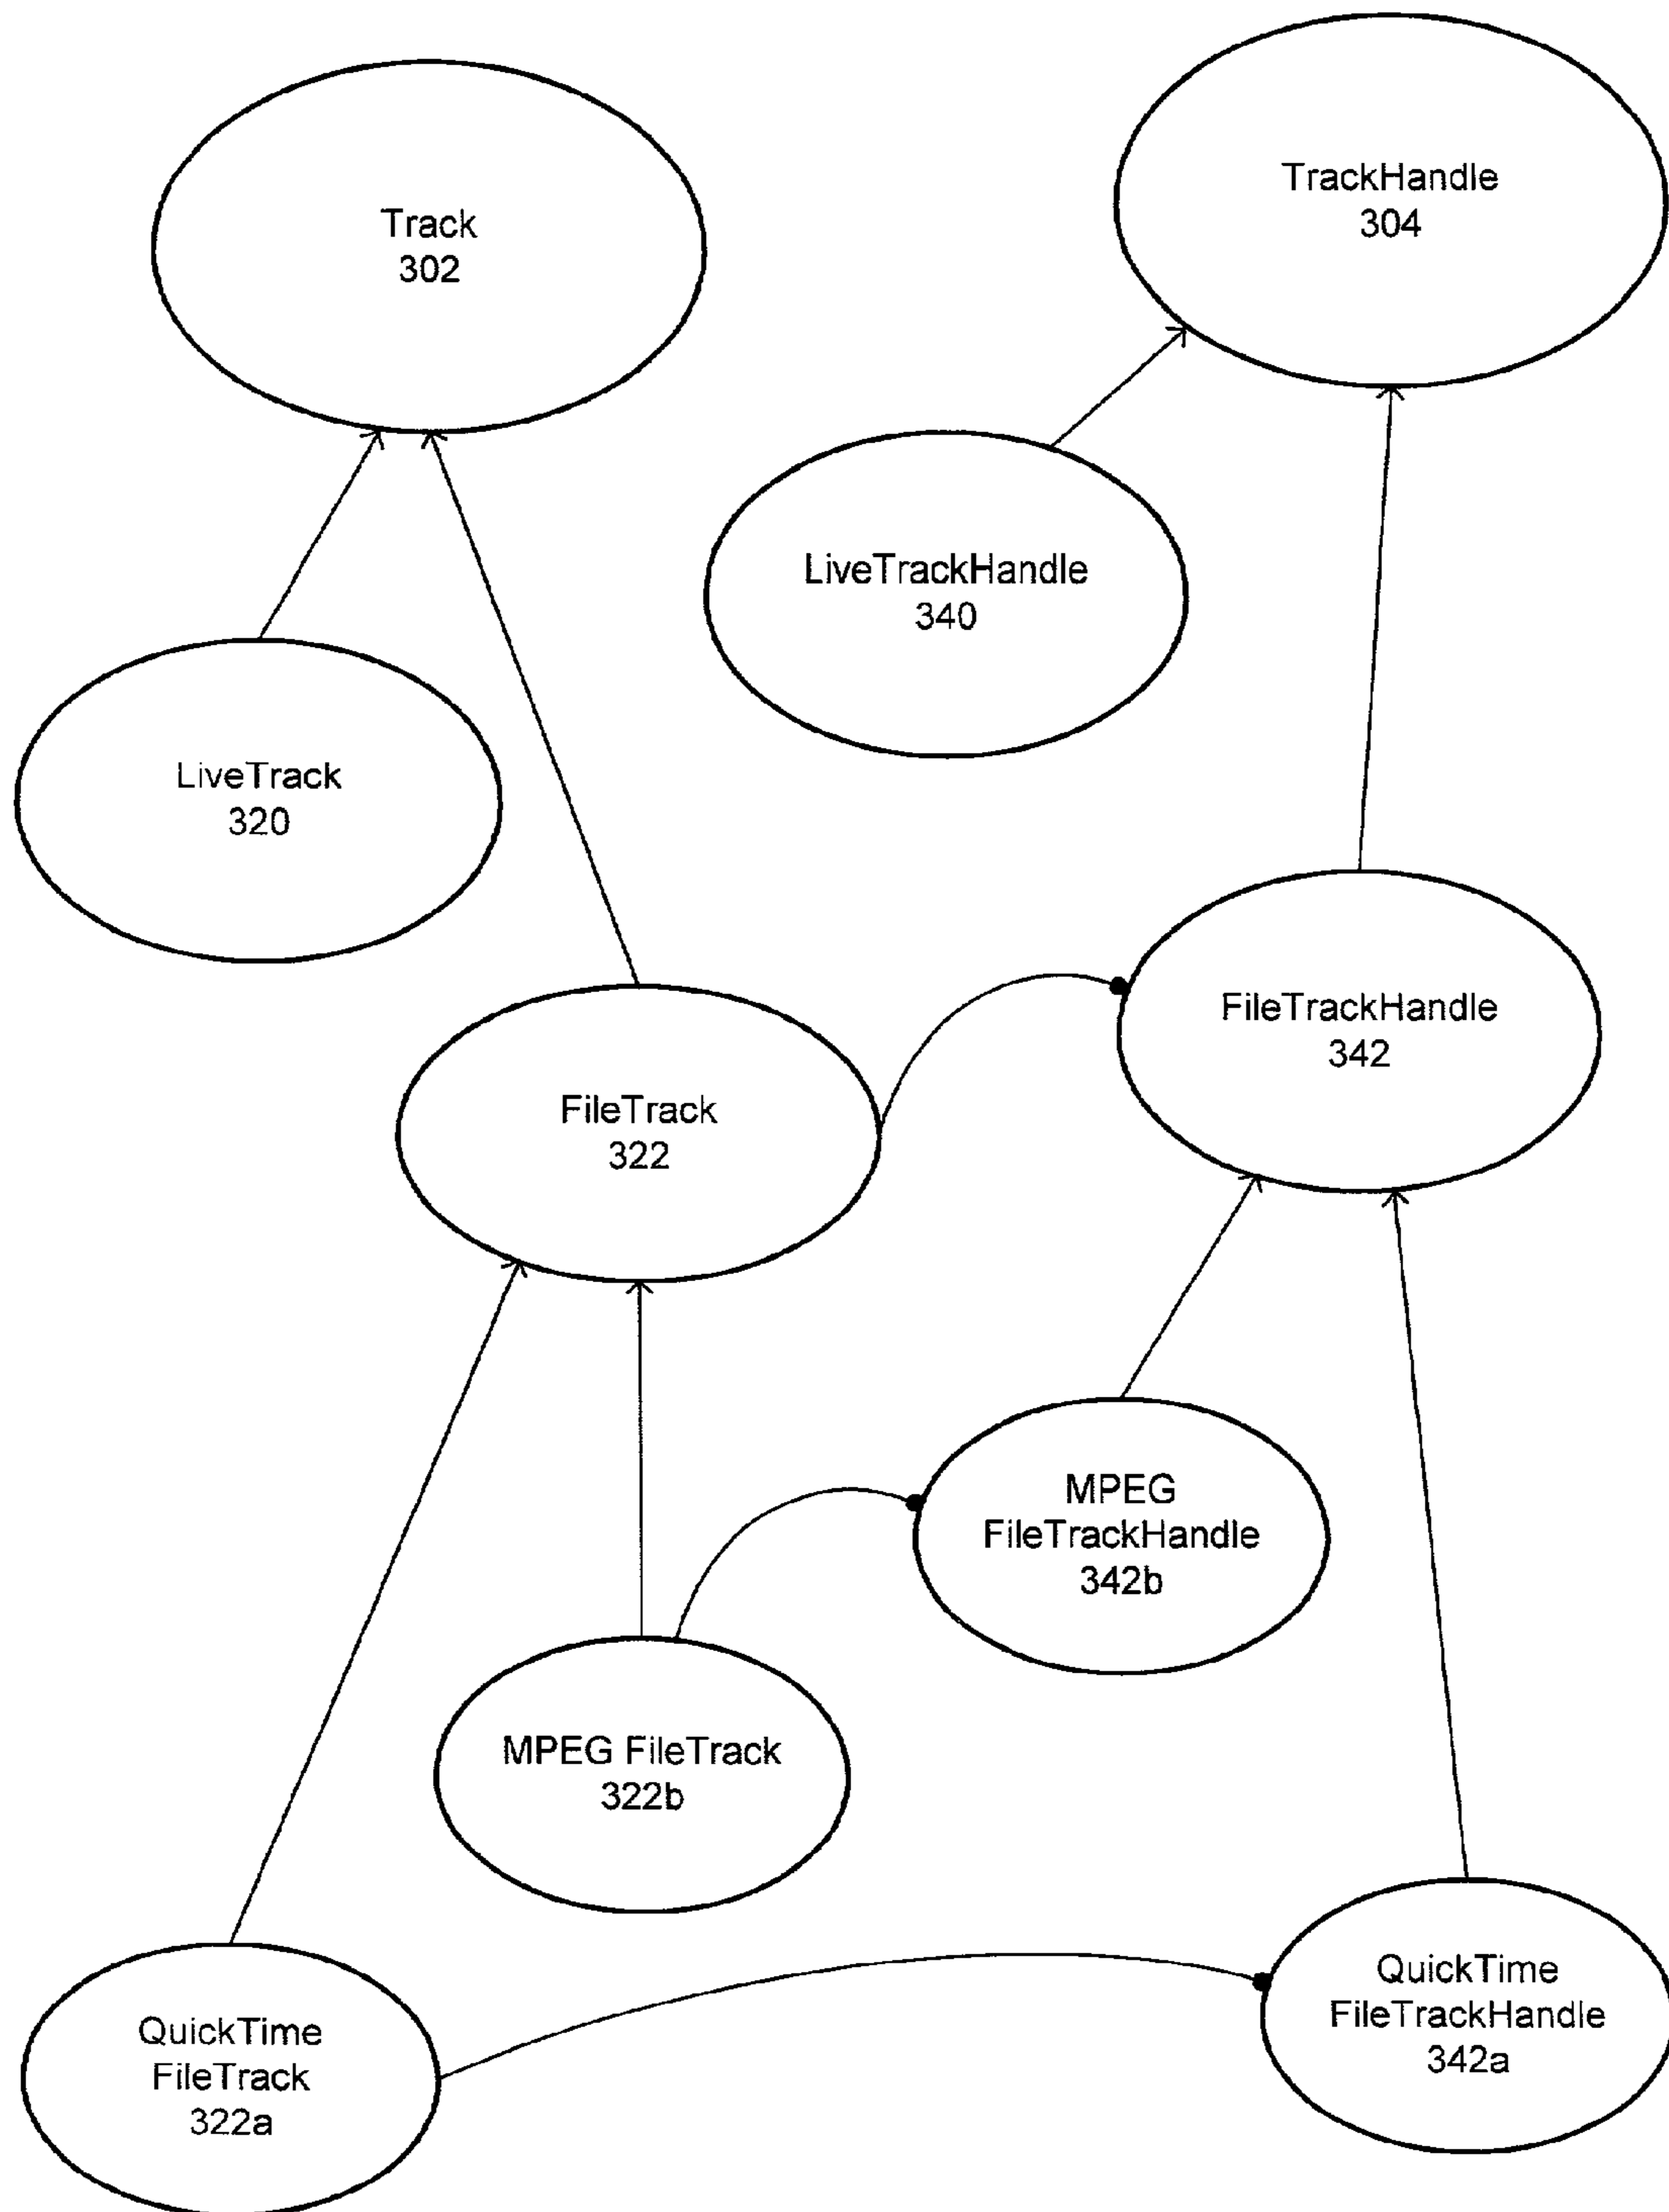 Track
302
TrackHandle
304
LiveTrackHandle
340
LiveTrack
320
FileTrackHandle
342
FileTrack
322
MPEG
FileTrackHandle
342b
MPEG FileTrack
322b
QuickTime
FileTrackHandle
342a
QuickTime
FileTrack
322a